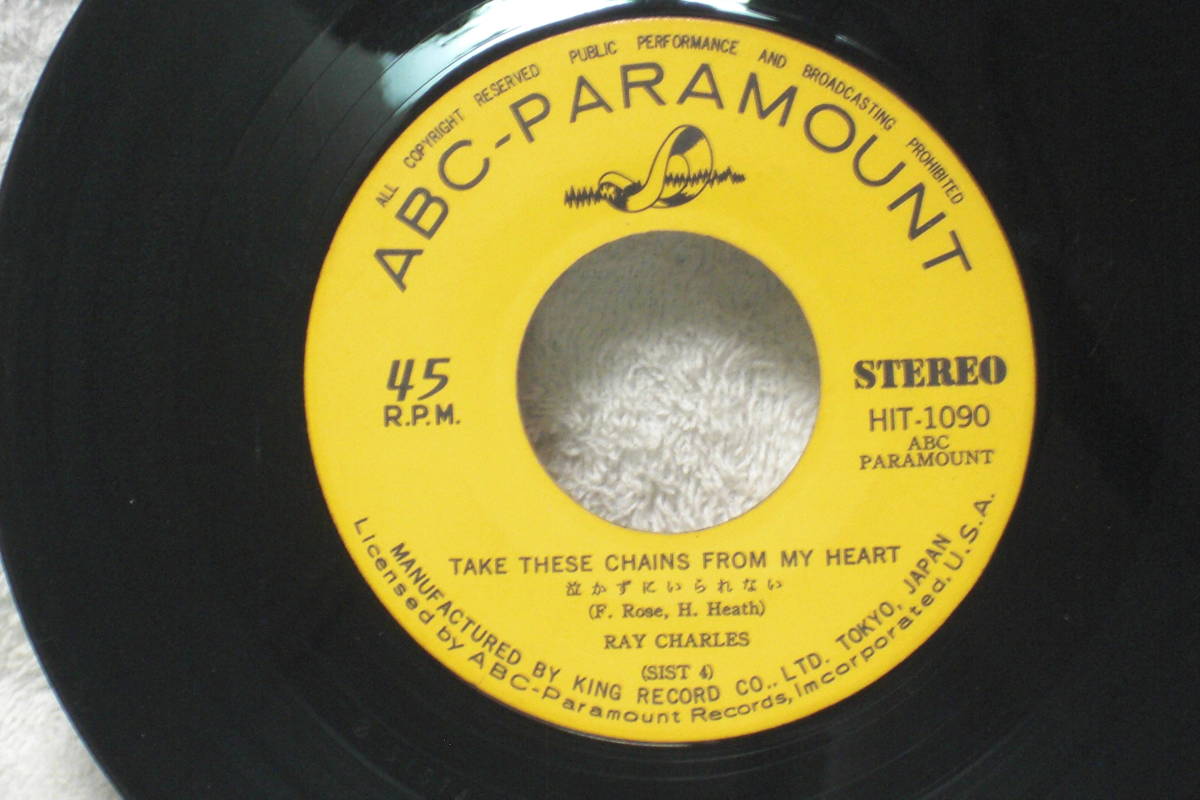 ALL COPYRIGHT RESERVED PUBLIC PERFORMANCE AND BROADCASTING PROHIBITED
ABC-PARAMOUNT
45
R.P.M.
STEREO
HIT-1090
ABC
PARAMOUNT
TAKE THESE CHAINS FROM MY HEART
泣かずにいられない
(F. Rose, H. Heath)
RAY CHARLES
(SIST 4)
MANUFACTURED BY KING RECORD CO., LTD. TOKYO, JAPAN
Licensed by ABC-Paramount Records, Imcorporated, U.S.A.